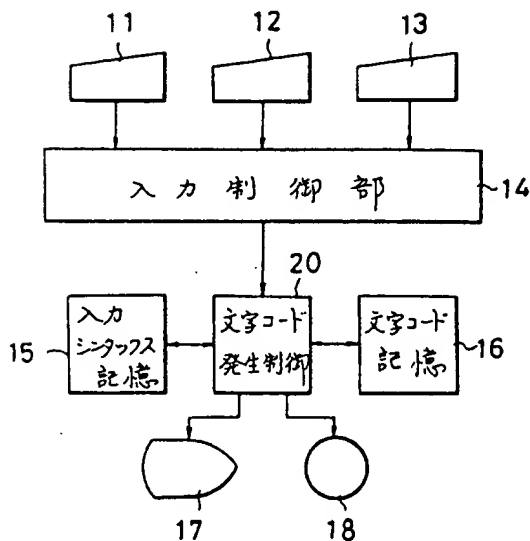 11
12
13
入力制御部
14
20
入力
シンタックス
記憶
15
文字コード
発生制御
文字コード
記憶
16
17
18